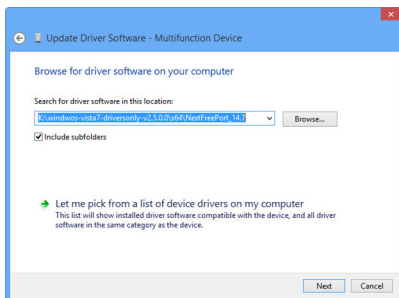 Update Driver Software - Multifunction Device
Browse for driver software on your computer
Search for driver software in this location:
K:\windwos-vista7-driversonly-v2.5.0.0\x64\NextFreePort_14.7
Browse...
Include subfolders
Let me pick from a list of device drivers on my computer
This list will show installed driver software compatible with the device, and all driver
software in the same category as the device.
Next
Cancel